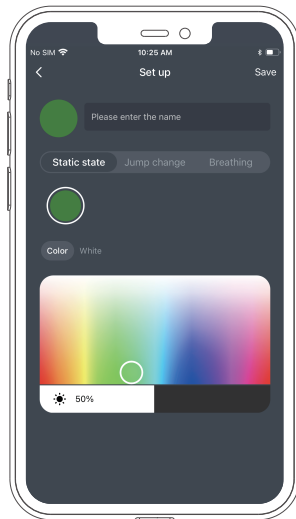 No SIM 10:25 AM
Set up Save
Please enter the name
Static state Jump change Breathing
Color White
50%